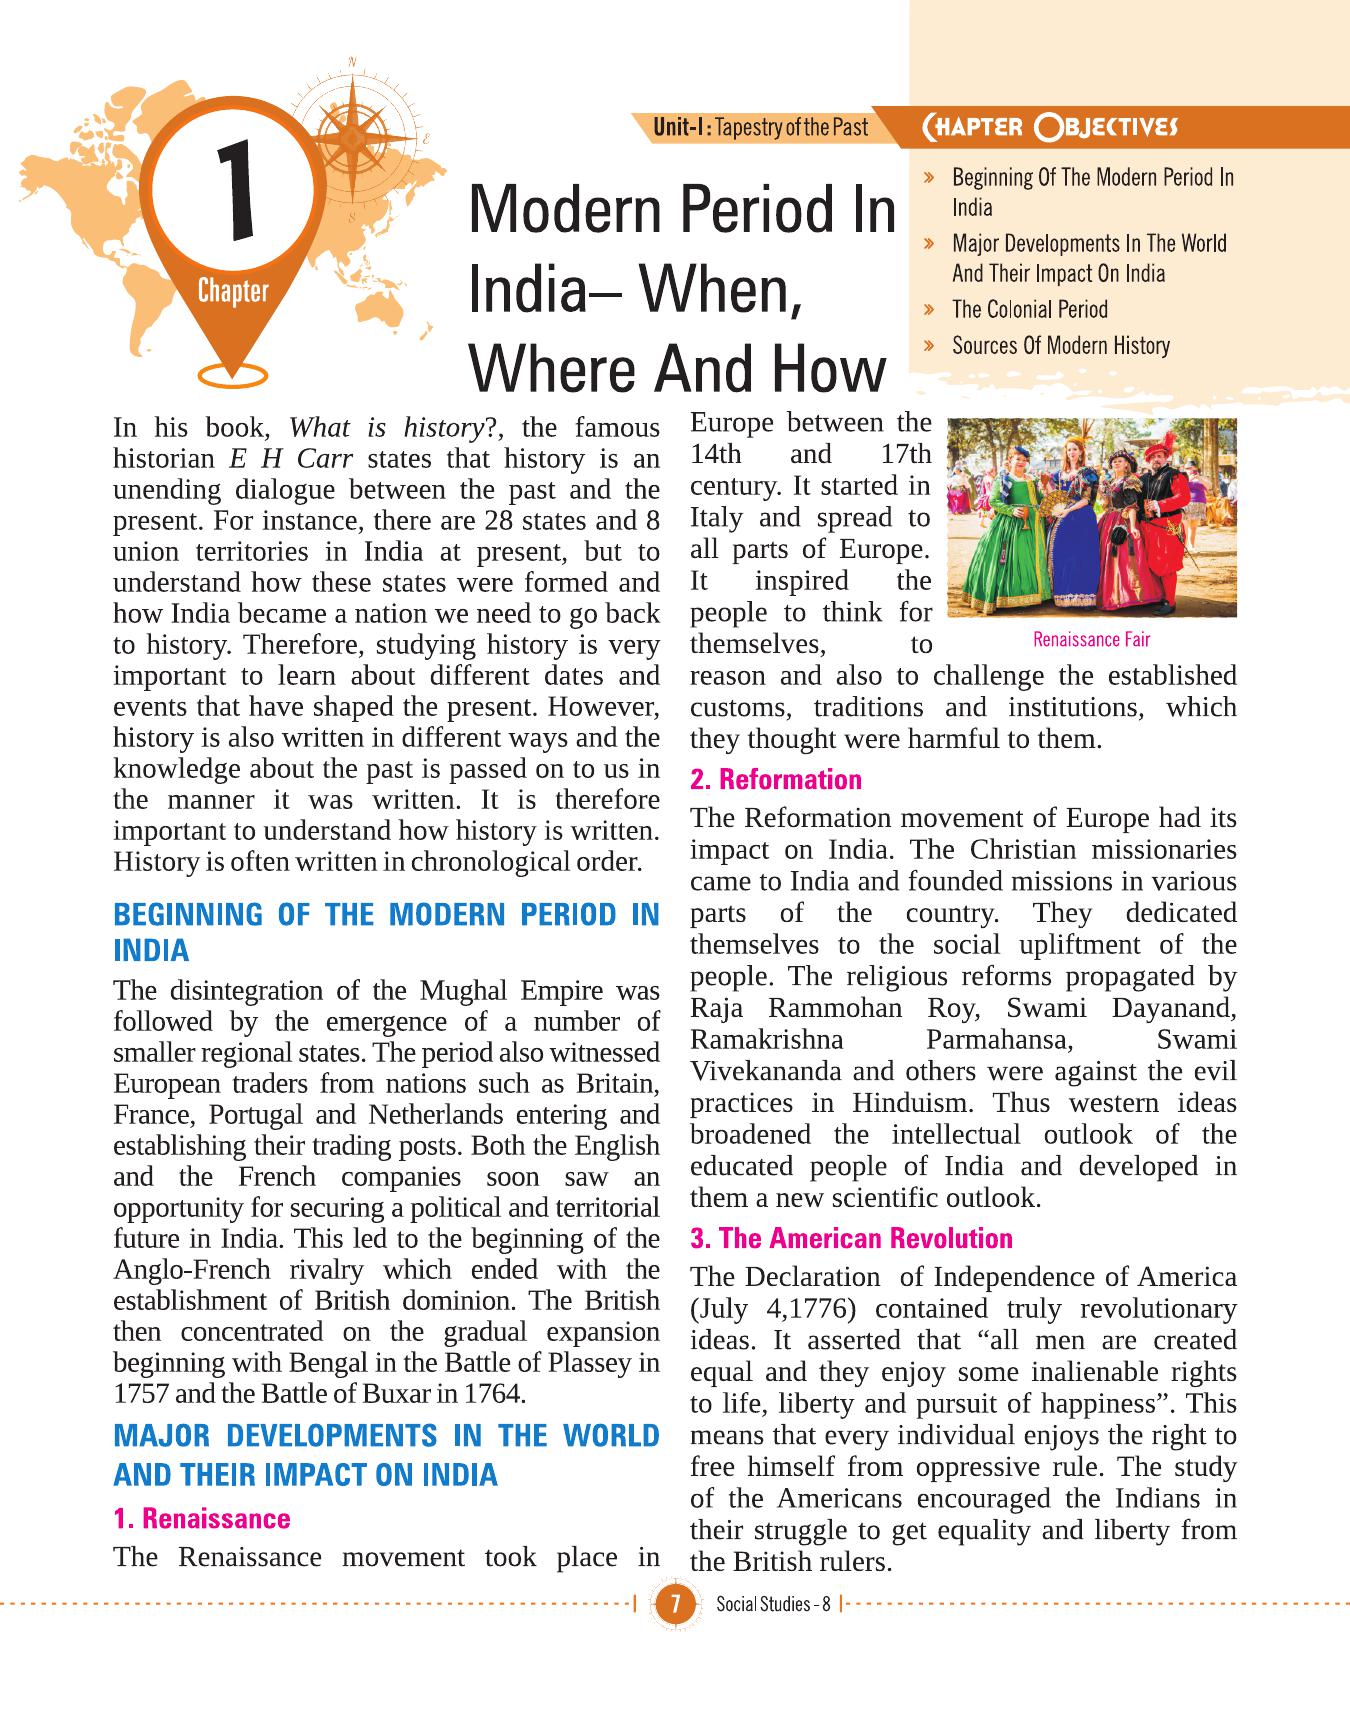 N
E
S
1
Chapter
Unit-I : Tapestry of the Past
Modern Period In
India– When,
Where And How
CHAPTER OBJECTIVES
» Beginning Of The Modern Period In
India
» Major Developments In The World
And Their Impact On India
» The Colonial Period
» Sources Of Modern History
In his book, What is history?, the famous
historian E H Carr states that history is an
unending dialogue between the past and the
present. For instance, there are 28 states and 8
union territories in India at present, but to
understand how these states were formed and
how India became a nation we need to go back
to history. Therefore, studying history is very
important to learn about different dates and
events that have shaped the present. However,
history is also written in different ways and the
knowledge about the past is passed on to us in
the manner it was written. It is therefore
important to understand how history is written.
History is often written in chronological order.
BEGINNING OF THE MODERN PERIOD IN
INDIA
The disintegration of the Mughal Empire was
followed by the emergence of a number of
smaller regional states. The period also witnessed
European traders from nations such as Britain,
France, Portugal and Netherlands entering and
establishing their trading posts. Both the English
and the French companies soon saw an
opportunity for securing a political and territorial
future in India. This led to the beginning of the
Anglo-French rivalry which ended with the
establishment of British dominion. The British
then concentrated on the gradual expansion
beginning with Bengal in the Battle of Plassey in
1757 and the Battle of Buxar in 1764.
MAJOR DEVELOPMENTS IN THE WORLD
AND THEIR IMPACT ON INDIA
1. Renaissance
The Renaissance movement took place in
Europe between the
14th and 17th
century. It started in
Italy and spread to
all parts of Europe.
It inspired the
people to think for
themselves, to
Renaissance Fair
reason and also to challenge the established
customs, traditions and institutions, which
they thought were harmful to them.
2. Reformation
The Reformation movement of Europe had its
impact on India. The Christian missionaries
came to India and founded missions in various
parts of the country. They dedicated
themselves to the social upliftment of the
people. The religious reforms propagated by
Raja Rammohan Roy, Swami Dayanand,
Ramakrishna Parmahansa, Swami
Vivekananda and others were against the evil
practices in Hinduism. Thus western ideas
broadened the intellectual outlook of the
educated people of India and developed in
them a new scientific outlook.
3. The American Revolution
The Declaration of Independence of America
(July 4,1776) contained truly revolutionary
ideas. It asserted that “all men are created
equal and they enjoy some inalienable rights
to life, liberty and pursuit of happiness”. This
means that every individual enjoys the right to
free himself from oppressive rule. The study
of the Americans encouraged the Indians in
their struggle to get equality and liberty from
the British rulers.
7 Social Studies - 8